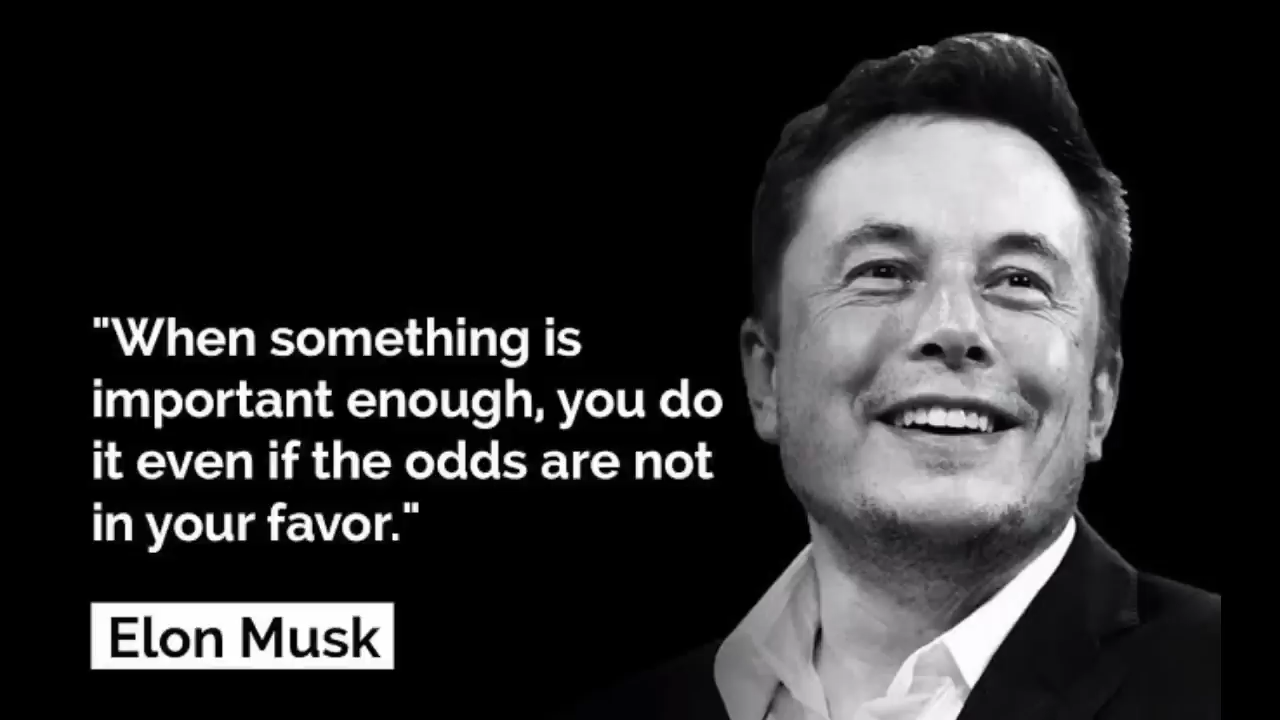 "When something is
important enough, you do
it even if the odds are not
in your favor."
Elon Musk